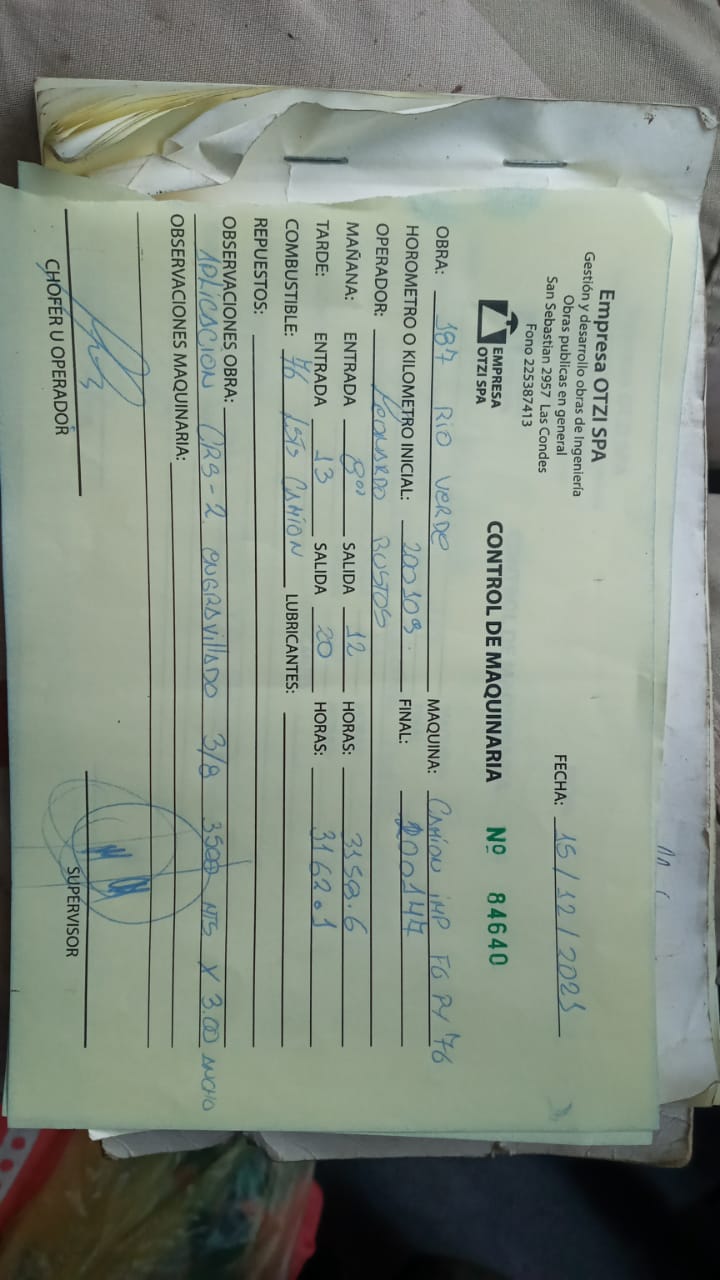 Empresa OTZI SPA
Gestión y desarrollo obras de Ingeniería
Obras publicas en general
San Sebastian 2957 Las Condes
Fono 225387413
FECHA: 15/12/2021
EMPRESA
OTZI SPA
CONTROL DE MAQUINARIA Nº 84640
OBRA: 187 RIO VERDE MAQUINA: CAMION IMP FG PY 76
HOROMETRO O KILOMETRO INICIAL: 200109 FINAL: 200147
OPERADOR: LEONARDO BUSTOS
MAÑANA: ENTRADA 8:00 SALIDA 12 HORAS: 3158.6
TARDE: ENTRADA 13 SALIDA 20 HORAS: 3162.1
COMBUSTIBLE: 76 LSTS CAMION LUBRICANTES:
REPUESTOS:
OBSERVACIONES OBRA:
APLICACION CRS-2 ENGRAVILLADO 3/8 3500 MTS X 3.00 ANCHO
OBSERVACIONES MAQUINARIA:
CHOFER U OPERADOR
SUPERVISOR